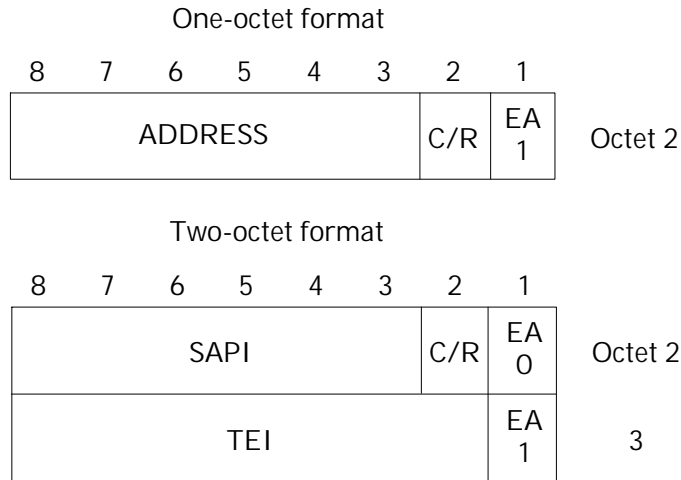 One-octet format
8 7 6 5 4 3 2 1
ADDRESS C/R EA 1 Octet 2
Two-octet format
8 7 6 5 4 3 2 1
SAPI C/R EA 0 Octet 2
TEI EA 1 3